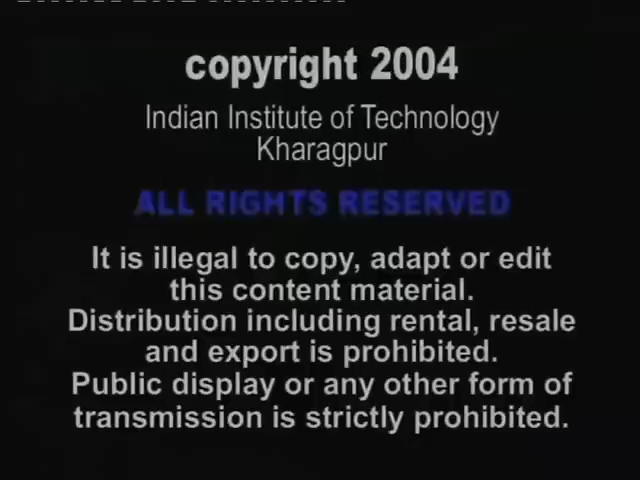 copyright 2004
Indian Institute of Technology
Kharagpur
ALL RIGHTS RESERVED
It is illegal to copy, adapt or edit
this content material.
Distribution including rental, resale
and export is prohibited.
Public display or any other form of
transmission is strictly prohibited.